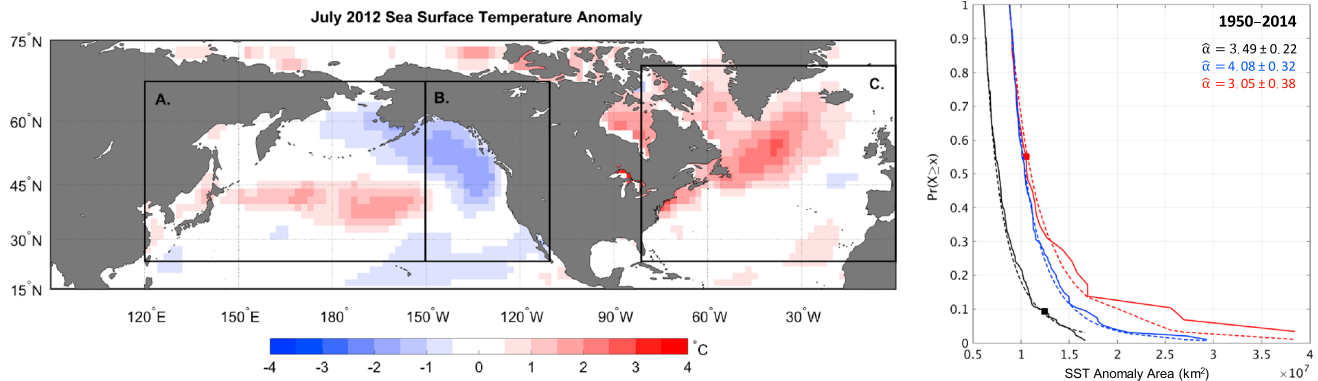 July 2012 Sea Surface Temperature Anomaly
75°N
60°N
45°N
30°N
15°N
A.
B.
C.
120°E 150°E 180°W 150°W 120°W 90°W 60°W 30°W
-4 -3 -2 -1 0 1 2 3 4 °C
1950–2014
α̂ = 3.49 ± 0.22
α̂ = 4.08 ± 0.32
α̂ = 3.05 ± 0.38
Pr(X ≥ x)
1
0.9
0.8
0.7
0.6
0.5
0.4
0.3
0.2
0.1
0
0.5 1 1.5 2 2.5 3 3.5 4
SST Anomaly Area (km²) ×10⁷